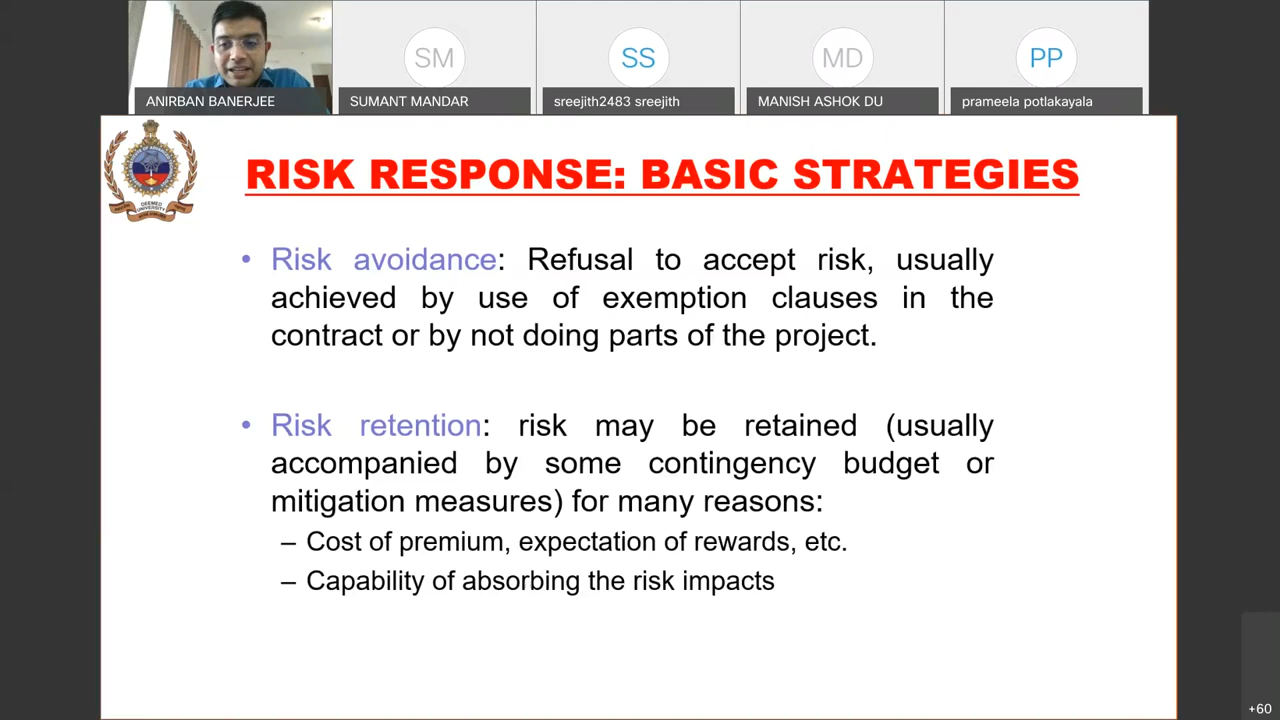 SM
SS
MD
PP
ANIRBAN BANERJEE
SUMANT MANDAR
sreejith2483 sreejith
MANISH ASHOK DU
prameela potlakayala
DEEMED
UNIVERSITY
RISK RESPONSE: BASIC STRATEGIES
• Risk avoidance: Refusal to accept risk, usually
achieved by use of exemption clauses in the
contract or by not doing parts of the project.
• Risk retention: risk may be retained (usually
accompanied by some contingency budget or
mitigation measures) for many reasons:
– Cost of premium, expectation of rewards, etc.
– Capability of absorbing the risk impacts
+60